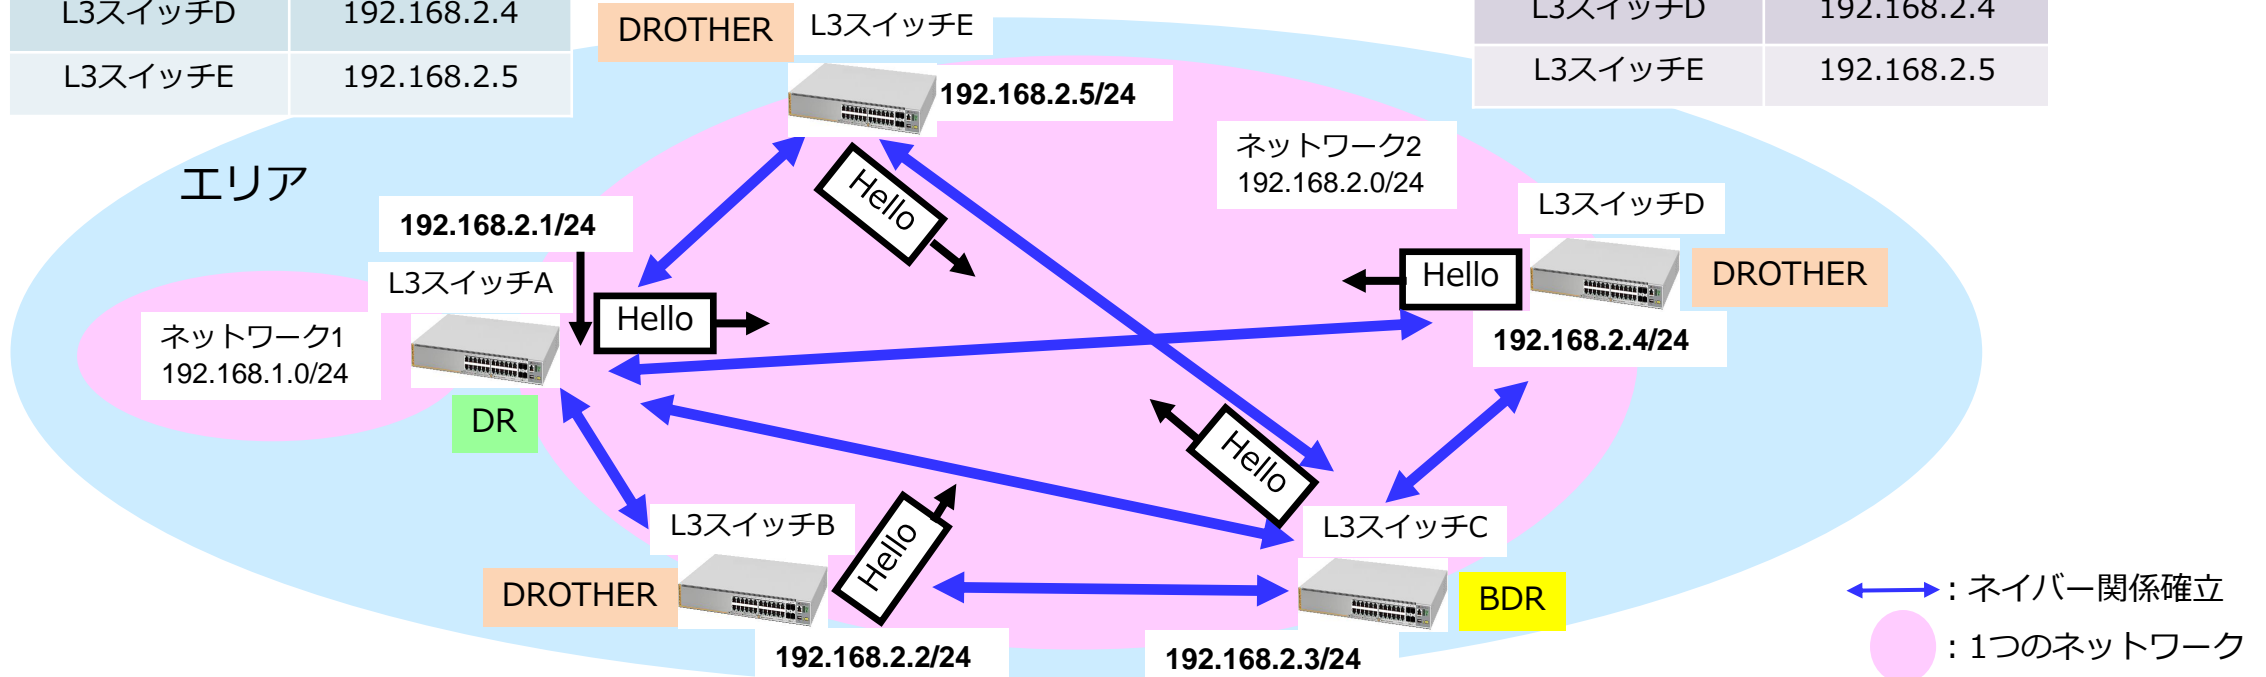 L3スイッチD 192.168.2.4
L3スイッチE 192.168.2.5
DROTHER L3スイッチE
192.168.2.5/24
L3スイッチD 192.168.2.4
L3スイッチE 192.168.2.5
エリア
ネットワーク2
192.168.2.0/24
Hello
192.168.2.1/24
L3スイッチD
L3スイッチA
Hello
Hello
DROTHER
192.168.2.4/24
ネットワーク1
192.168.1.0/24
DR
Hello
L3スイッチB
Hello
L3スイッチC
DROTHER
BDR
192.168.2.2/24
192.168.2.3/24
：ネイバー関係確立
：1つのネットワーク